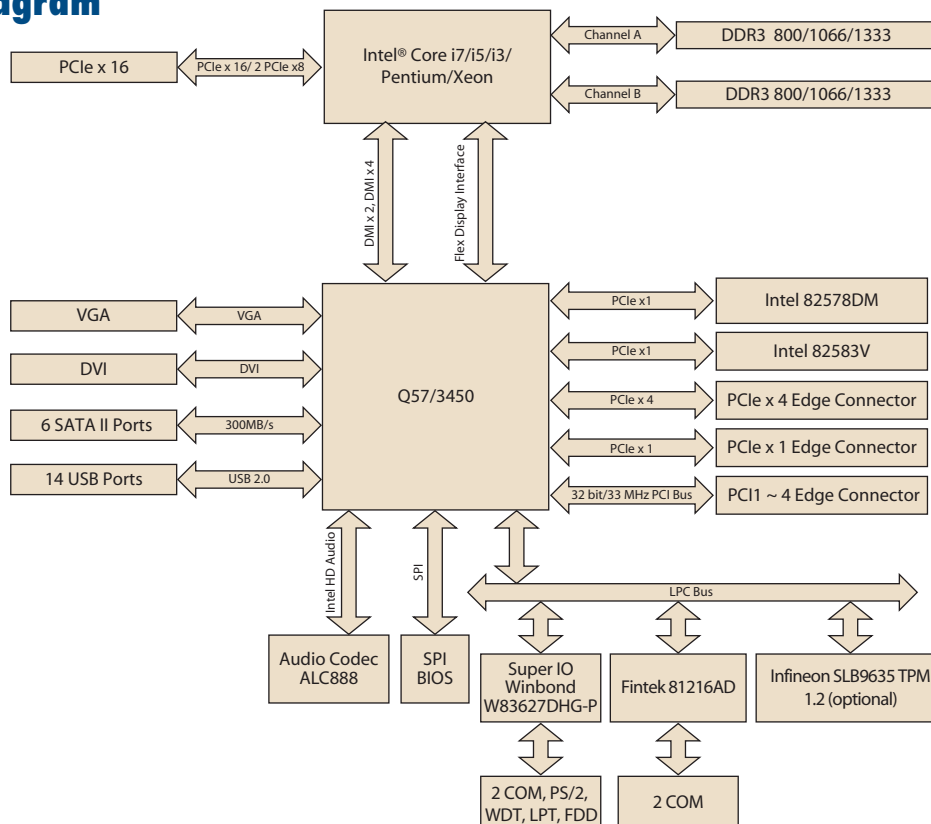 agram
Intel® Core i7/i5/i3/
Pentium/Xeon
PCIe x 16
PCIe x 16/ 2 PCIe x8
Channel A
DDR3 800/1066/1333
Channel B
DDR3 800/1066/1333
DMI x 2, DMI x 4
Flex Display Interface
Q57/3450
VGA
VGA
DVI
DVI
6 SATA II Ports
300MB/s
14 USB Ports
USB 2.0
PCIe x1
Intel 82578DM
PCIe x1
Intel 82583V
PCIe x 4
PCIe x 4 Edge Connector
PCIe x 1
PCIe x 1 Edge Connector
32 bit/33 MHz PCI Bus
PCI1 ~ 4 Edge Connector
Intel HD Audio
SPI
LPC Bus
Audio Codec
ALC888
SPI
BIOS
Super IO
Winbond
W83627DHG-P
Fintek 81216AD
Infineon SLB9635 TPM
1.2 (optional)
2 COM, PS/2,
WDT, LPT, FDD
2 COM